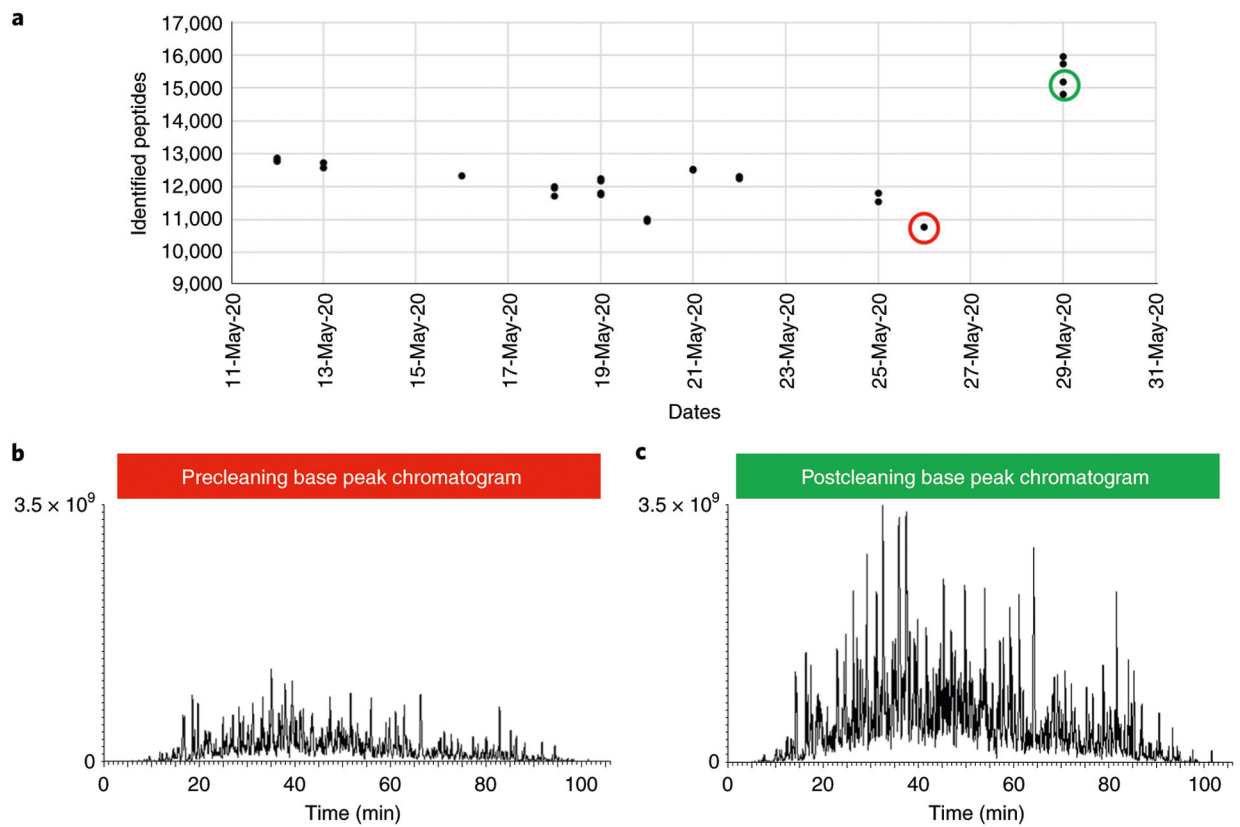 a
17,000
16,000
15,000
14,000
13,000
12,000
11,000
10,000
9,000
Identified peptides
11-May-20
13-May-20
15-May-20
17-May-20
19-May-20
21-May-20
23-May-20
25-May-20
27-May-20
29-May-20
31-May-20
Dates
b
Precleaning base peak chromatogram
3.5 × 10⁹
0
0 20 40 60 80 100
Time (min)
c
Postcleaning base peak chromatogram
3.5 × 10⁹
0
0 20 40 60 80 100
Time (min)